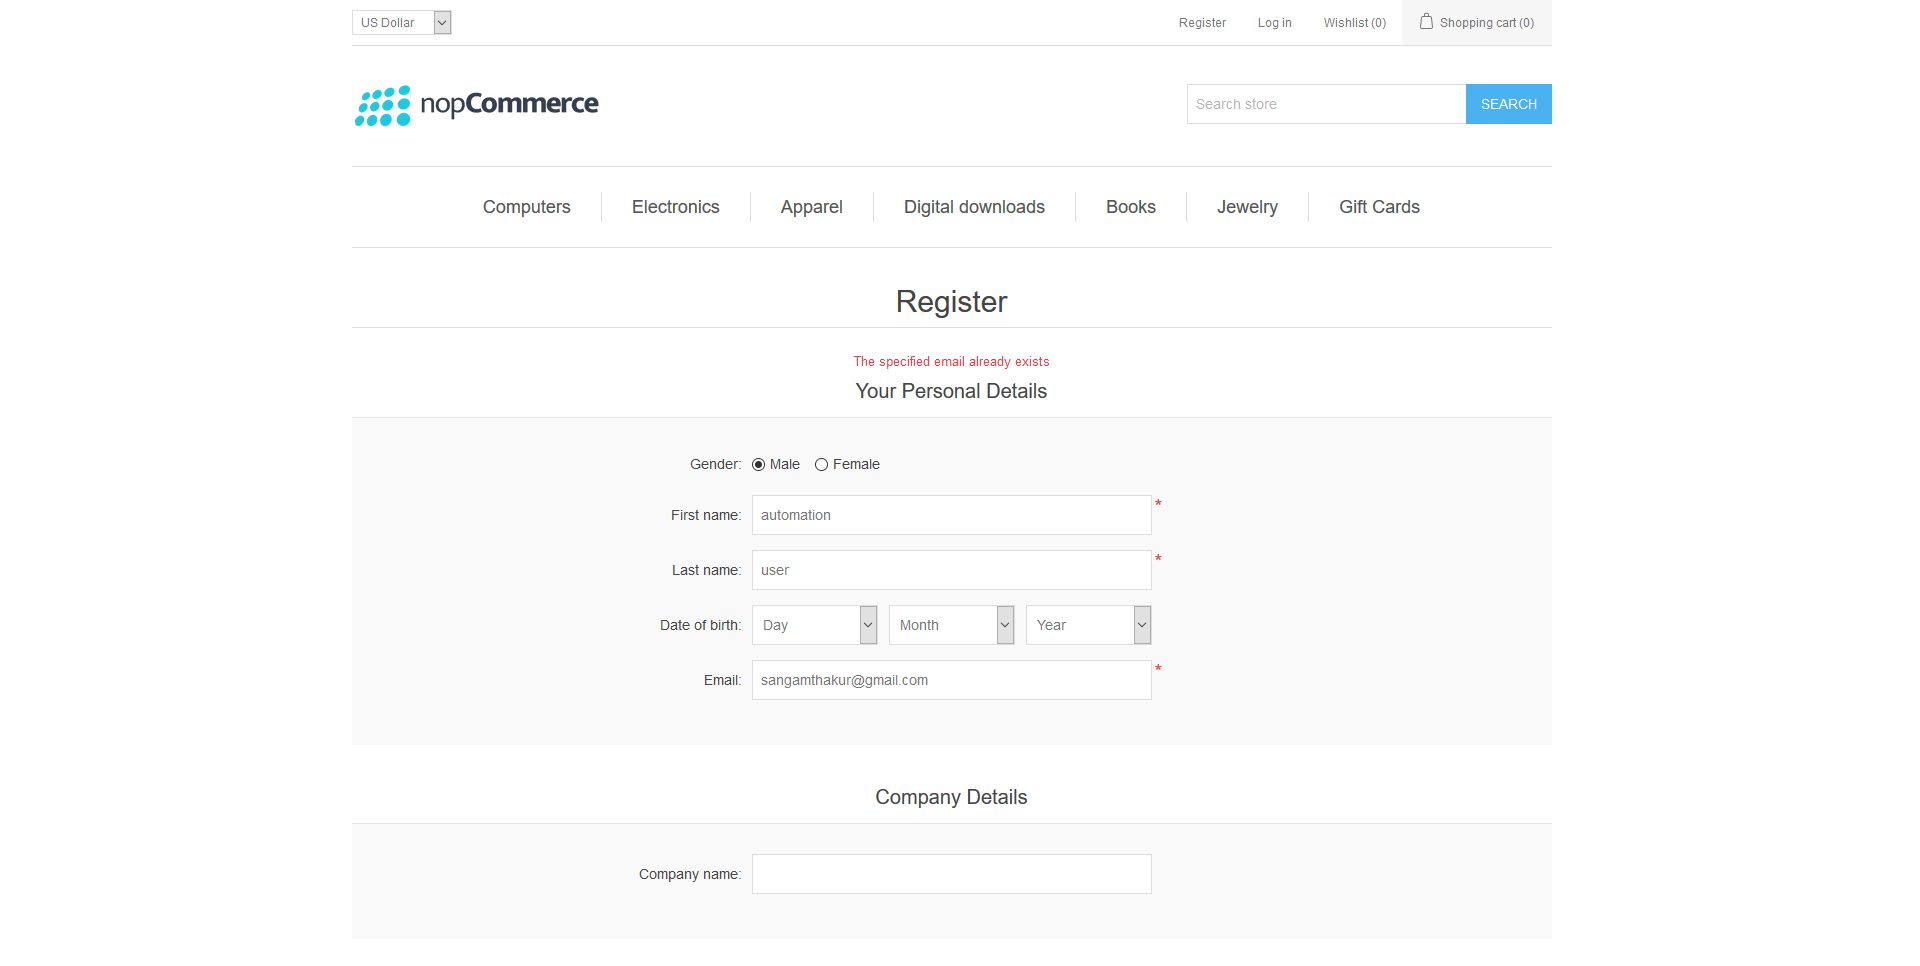 US Dollar Register Log in Wishlist (0) Shopping cart (0)
nopCommerce Search store SEARCH
Computers Electronics Apparel Digital downloads Books Jewelry Gift Cards
Register
The specified email already exists
Your Personal Details
Gender: Male Female
First name: automation *
Last name: user *
Date of birth: Day Month Year
Email: sangamthakur@gmail.com *
Company Details
Company name: